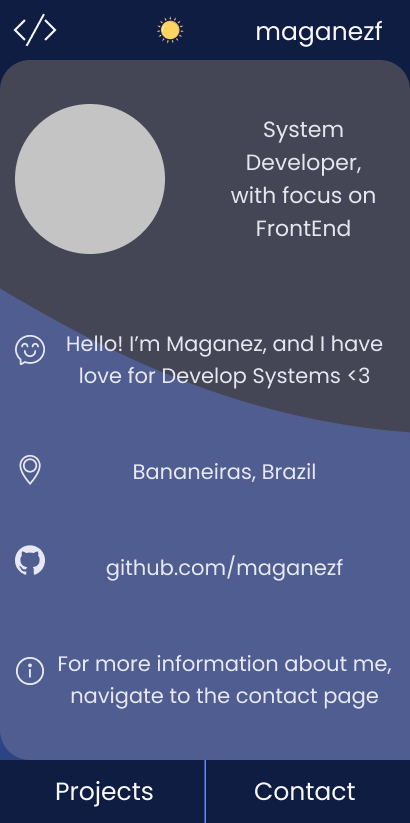 </> maganezf
System
Developer,
with focus on
FrontEnd
Hello! I’m Maganez, and I have
love for Develop Systems <3
Bananeiras, Brazil
github.com/maganezf
For more information about me,
navigate to the contact page
Projects Contact